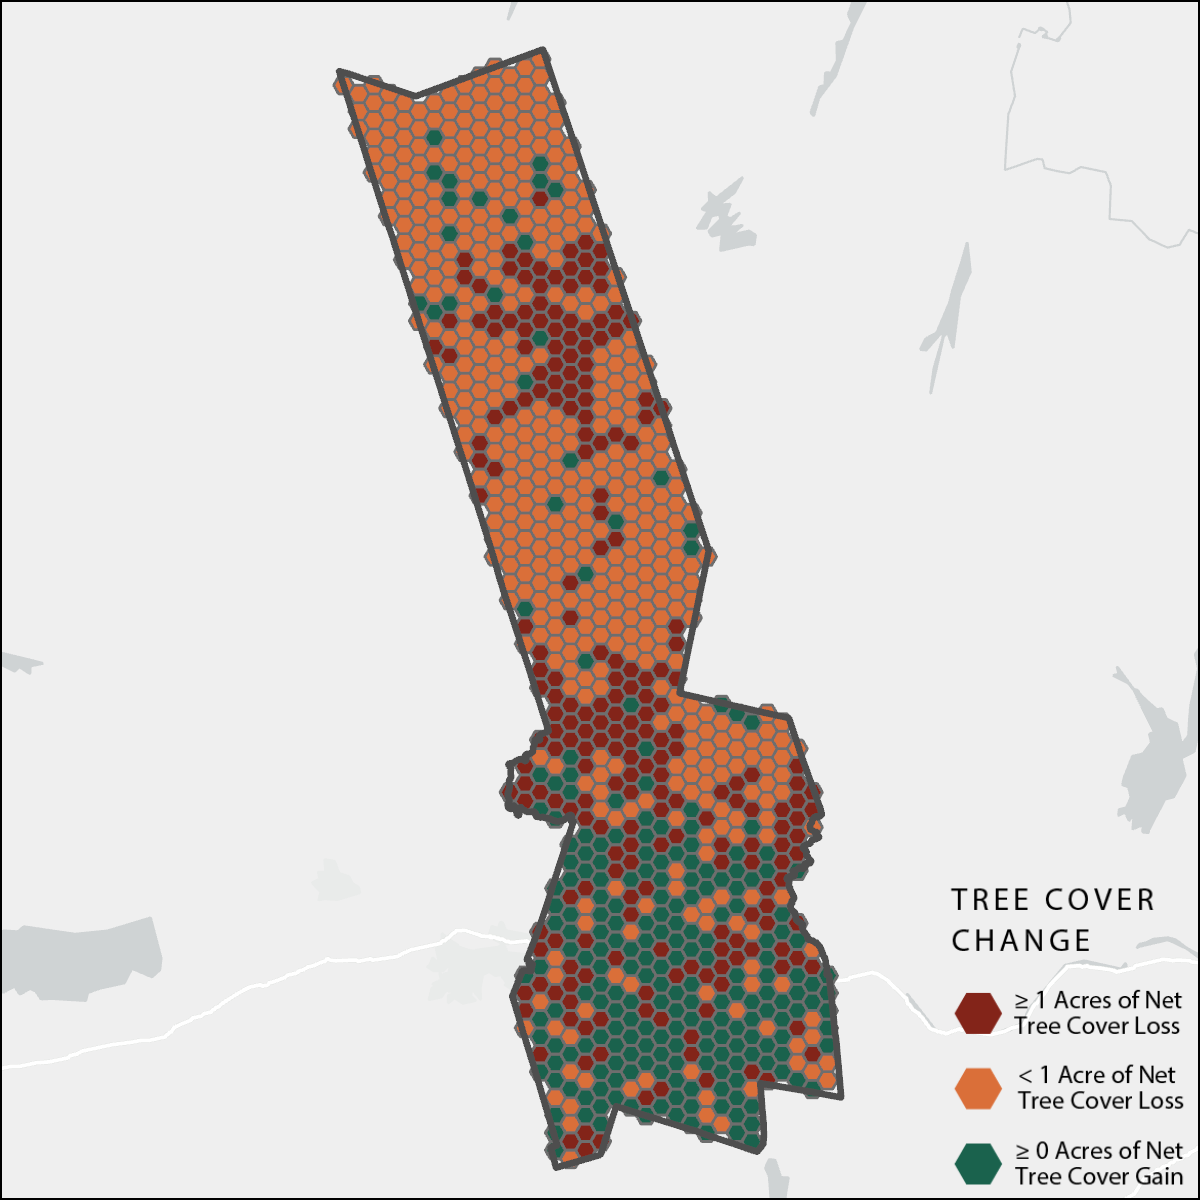 TREE COVER
CHANGE
≥ 1 Acres of Net
Tree Cover Loss
< 1 Acre of Net
Tree Cover Loss
≥ 0 Acres of Net
Tree Cover Gain